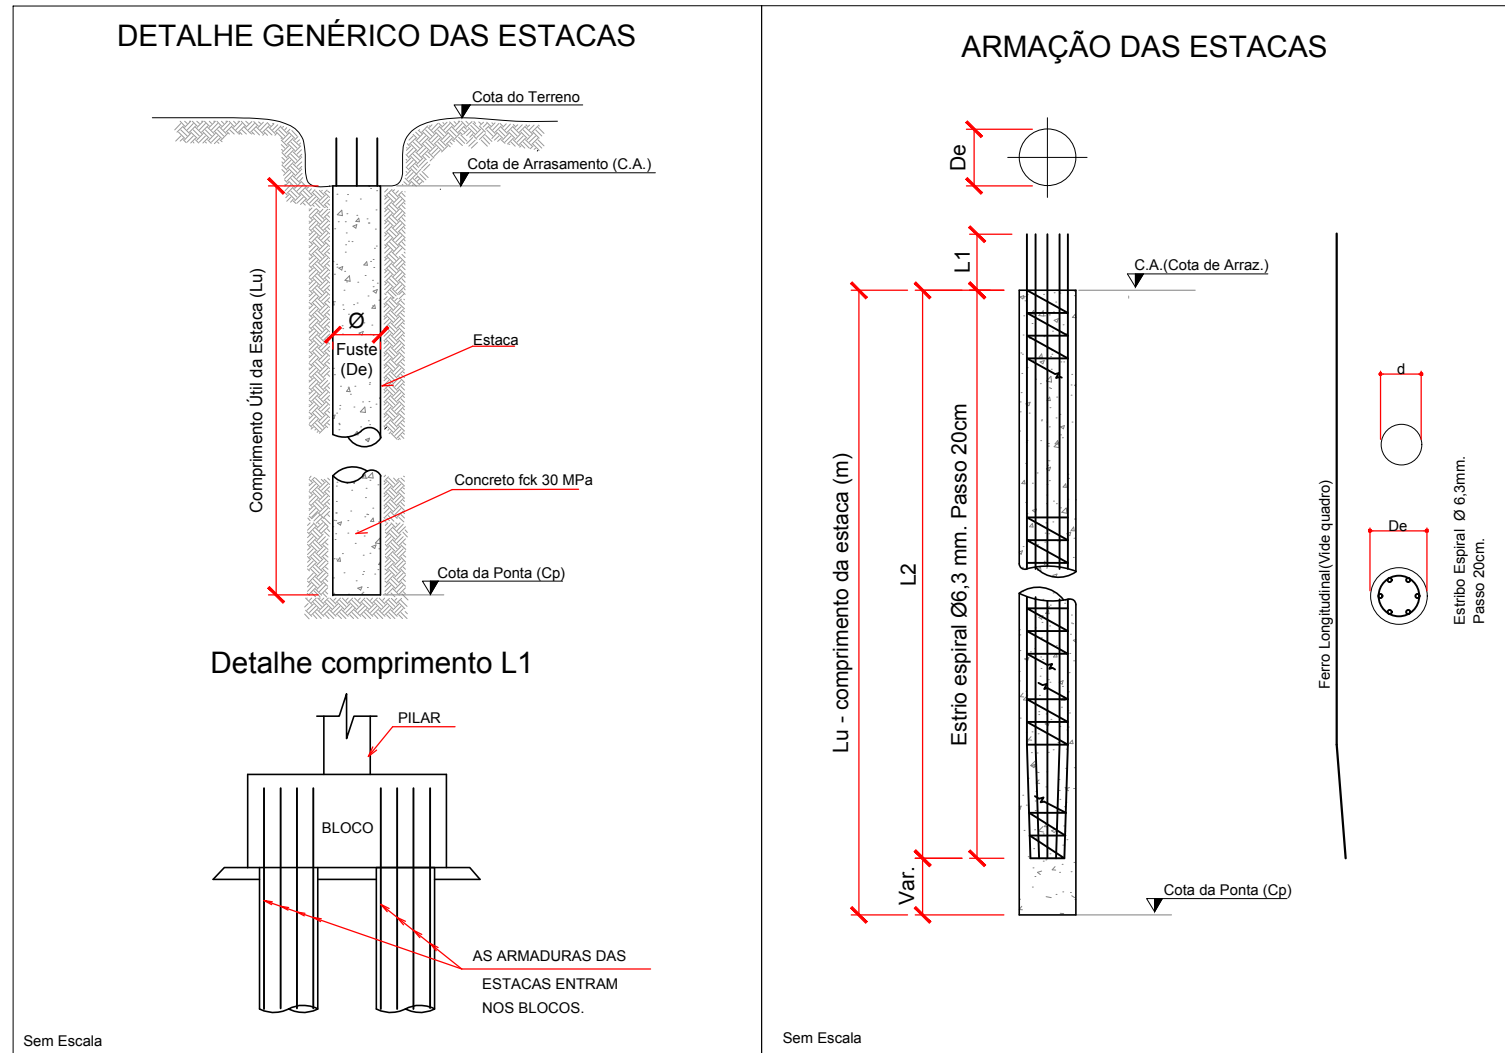 DETALHE GENÉRICO DAS ESTACAS
Cota do Terreno
Cota de Arrasamento (C.A.)
Comprimento Útil da Estaca (Lu)
Ø
Fuste
(De)
Estaca
Concreto fck 30 MPa
Cota da Ponta (Cp)
Detalhe comprimento L1
PILAR
BLOCO
AS ARMADURAS DAS
ESTACAS ENTRAM
NOS BLOCOS.
Sem Escala
ARMAÇÃO DAS ESTACAS
De
L1
C.A.(Cota de Arraz.)
Lu - comprimento da estaca (m)
L2
Estrio espiral Ø6,3 mm. Passo 20cm
Var.
Cota da Ponta (Cp)
Ferro Longitudinal(Vide quadro)
d
De
Estribo Espiral Ø 6,3mm.
Passo 20cm.
Sem Escala